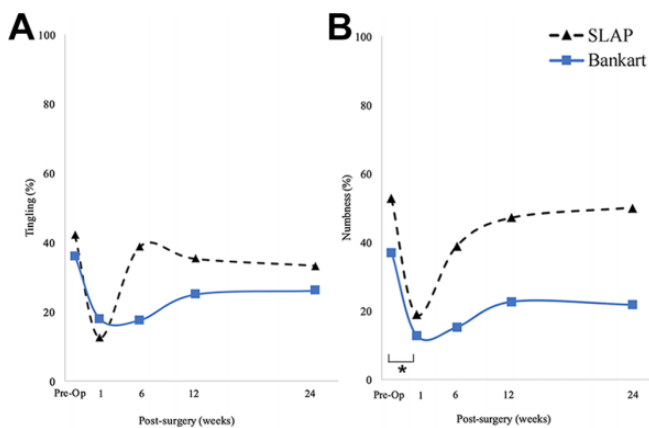 A
B
SLAP
Bankart
100
80
60
40
20
0
Tingling (%)
Pre-Op 1 6 12 24
Post-surgery (weeks)
100
80
60
40
20
0
Numbness (%)
*
Pre-Op 1 6 12 24
Post-surgery (weeks)